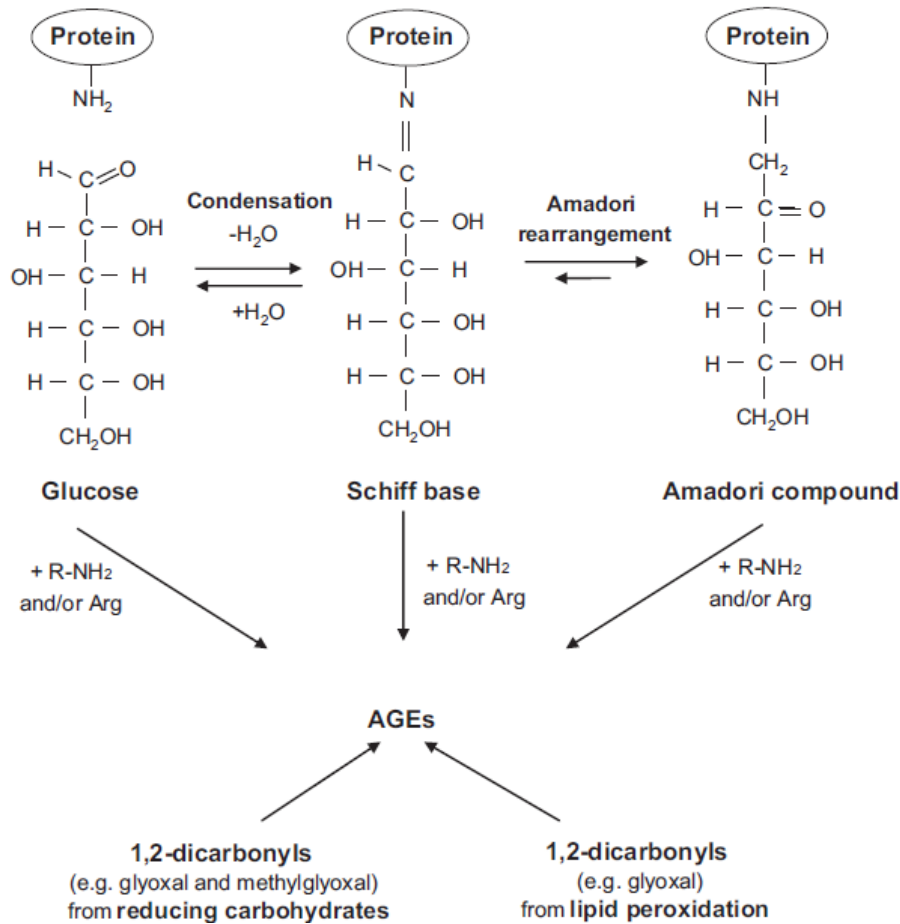 Protein Protein Protein
NH₂ N NH
H C O H C CH₂
Condensation
-H₂O
+H₂O
Amadori
rearrangement
H – C – OH H – C – OH H – C = O
OH – C – H OH – C – H OH – C – H
H – C – OH H – C – OH H – C – OH
H – C – OH H – C – OH H – C – OH
CH₂OH CH₂OH CH₂OH
Glucose Schiff base Amadori compound
+ R-NH₂ + R-NH₂ + R-NH₂
and/or Arg and/or Arg and/or Arg
AGEs
1,2-dicarbonyls
(e.g. glyoxal and methylglyoxal)
from reducing carbohydrates
1,2-dicarbonyls
(e.g. glyoxal)
from lipid peroxidation